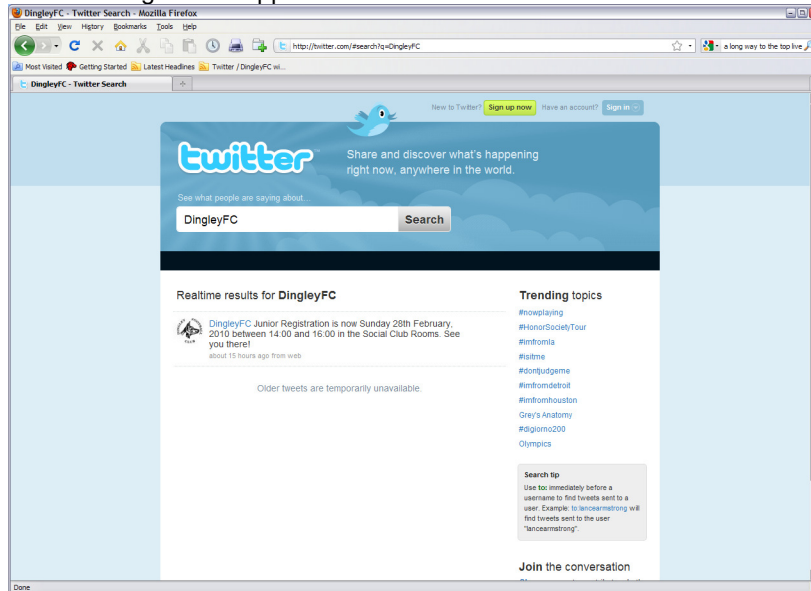 DingleyFC - Twitter Search - Mozilla Firefox
File Edit View History Bookmarks Tools Help
http://twitter.com/#search?q=DingleyFC
a long way to the top live
Most Visited Getting Started Latest Headlines Twitter / DingleyFC wi...
DingleyFC - Twitter Search
New to Twitter? Sign up now Have an account? Sign in
twitter
Share and discover what's happening
right now, anywhere in the world.
See what people are saying about...
DingleyFC Search
Realtime results for DingleyFC
DingleyFC Junior Registration is now Sunday 28th February,
2010 between 14:00 and 16:00 in the Social Club Rooms. See
you there!
about 15 hours ago from web
Older tweets are temporarily unavailable.
Trending topics
#nowplaying
#HonorSocietyTour
#imfromla
#isitme
#dontjudgeme
#imfromdetroit
#imfromhouston
Grey's Anatomy
#digiorno200
Olympics
Search tip
Use to: immediately before a
username to find tweets sent to a
user. Example: to:lancearmstrong will
find tweets sent to the user
"lancearmstrong".
Join the conversation
Done